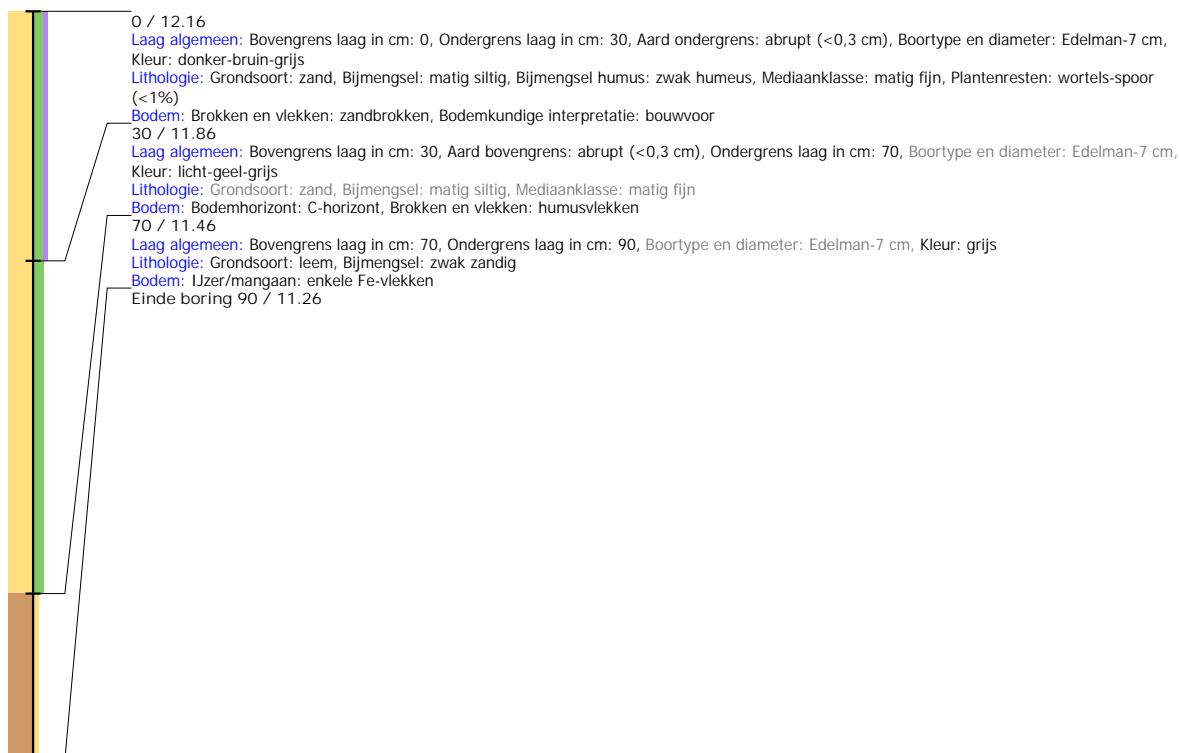 0 / 12.16
Laag algemeen: Bovengrens laag in cm: 0, Ondergrens laag in cm: 30, Aard ondergrens: abrupt (<0,3 cm), Boortype en diameter: Edelman-7 cm,
Kleur: donker-bruin-grijs
Lithologie: Grondsoort: zand, Bijmengsel: matig siltig, Bijmengsel humus: zwak humeus, Mediaanklasse: matig fijn, Plantenresten: wortels-spoor
(<1%)
Bodem: Brokken en vlekken: zandbrokken, Bodemkundige interpretatie: bouwvoor
30 / 11.86
Laag algemeen: Bovengrens laag in cm: 30, Aard bovengrens: abrupt (<0,3 cm), Ondergrens laag in cm: 70, Boortype en diameter: Edelman-7 cm,
Kleur: licht-geel-grijs
Lithologie: Grondsoort: zand, Bijmengsel: matig siltig, Mediaanklasse: matig fijn
Bodem: Bodemhorizont: C-horizont, Brokken en vlekken: humusvlekken
70 / 11.46
Laag algemeen: Bovengrens laag in cm: 70, Ondergrens laag in cm: 90, Boortype en diameter: Edelman-7 cm, Kleur: grijs
Lithologie: Grondsoort: leem, Bijmengsel: zwak zandig
Bodem: IJzer/mangaan: enkele Fe-vlekken
Einde boring 90 / 11.26